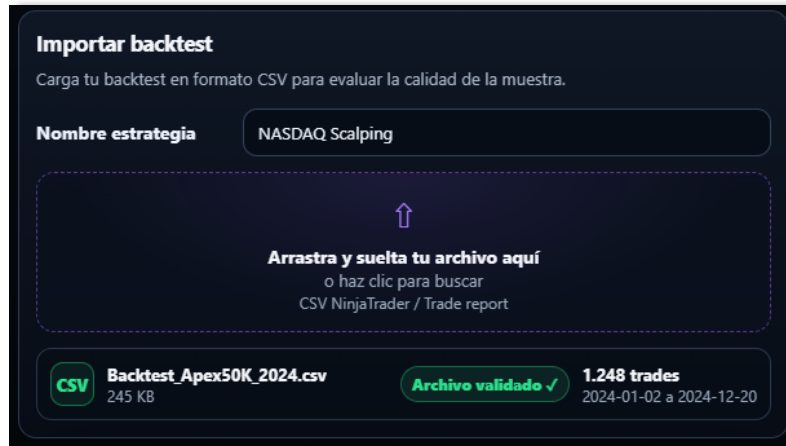 Importar backtest
Carga tu backtest en formato CSV para evaluar la calidad de la muestra.
Nombre estrategia
NASDAQ Scalping
⇧
Arrastra y suelta tu archivo aquí
o haz clic para buscar
CSV NinjaTrader / Trade report
CSV
Backtest_Apex50K_2024.csv
245 KB
Archivo validado ✓
1.248 trades
2024-01-02 a 2024-12-20